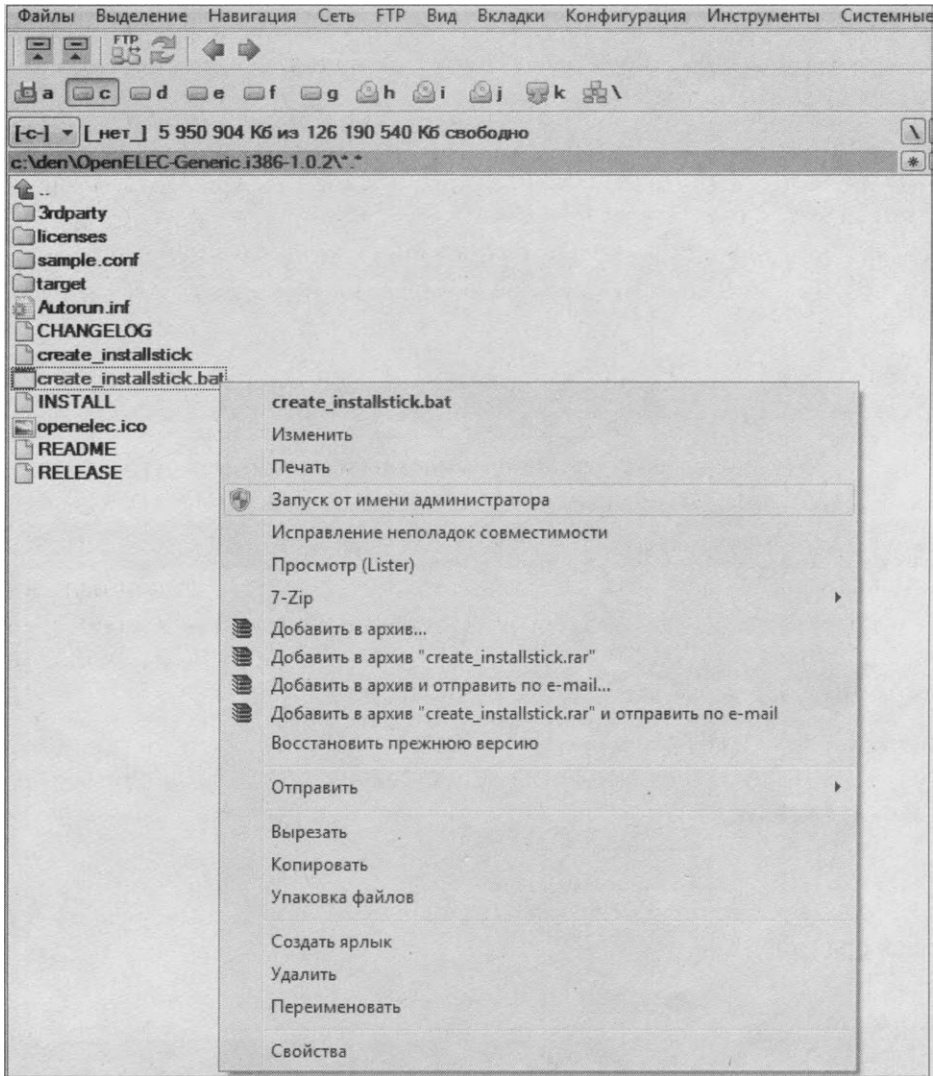 Файлы Выделение Навигация Сеть FTP Вид Вкладки Конфигурация Инструменты Системные
FTP
a c d e f g h i j k \
[-c-] [_нет_] 5 950 904 Кб из 126 190 540 Кб свободно \
c:\den\OpenELEC-Generic.i386-1.0.2\*.* *
..
3rdparty
licenses
sample.conf
target
Autorun.inf
CHANGELOG
create_installstick
create_installstick.bat
INSTALL
openelec.ico
README
RELEASE
create_installstick.bat
Изменить
Печать
Запуск от имени администратора
Исправление неполадок совместимости
Просмотр (Lister)
7-Zip
Добавить в архив...
Добавить в архив "create_installstick.rar"
Добавить в архив и отправить по e-mail...
Добавить в архив "create_installstick.rar" и отправить по e-mail
Восстановить прежнюю версию
Отправить
Вырезать
Копировать
Упаковка файлов
Создать ярлык
Удалить
Переименовать
Свойства